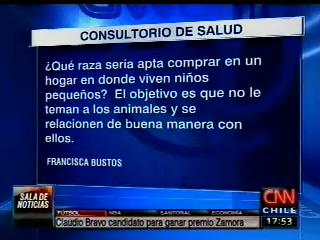 CNN
CONSULTORIO DE SALUD
¿Qué raza sería apta comprar en un
hogar en donde viven niños
pequeños? El objetivo es que no le
teman a los animales y se
relacionen de buena manera con
ellos.
FRANCISCA BUSTOS
SALA DE
NOTICIAS
CNN
CHILE
FÚTBOL NBA SANTORAL ECONOMÍA
Claudio Bravo candidato para ganar premio Zamora
17:53